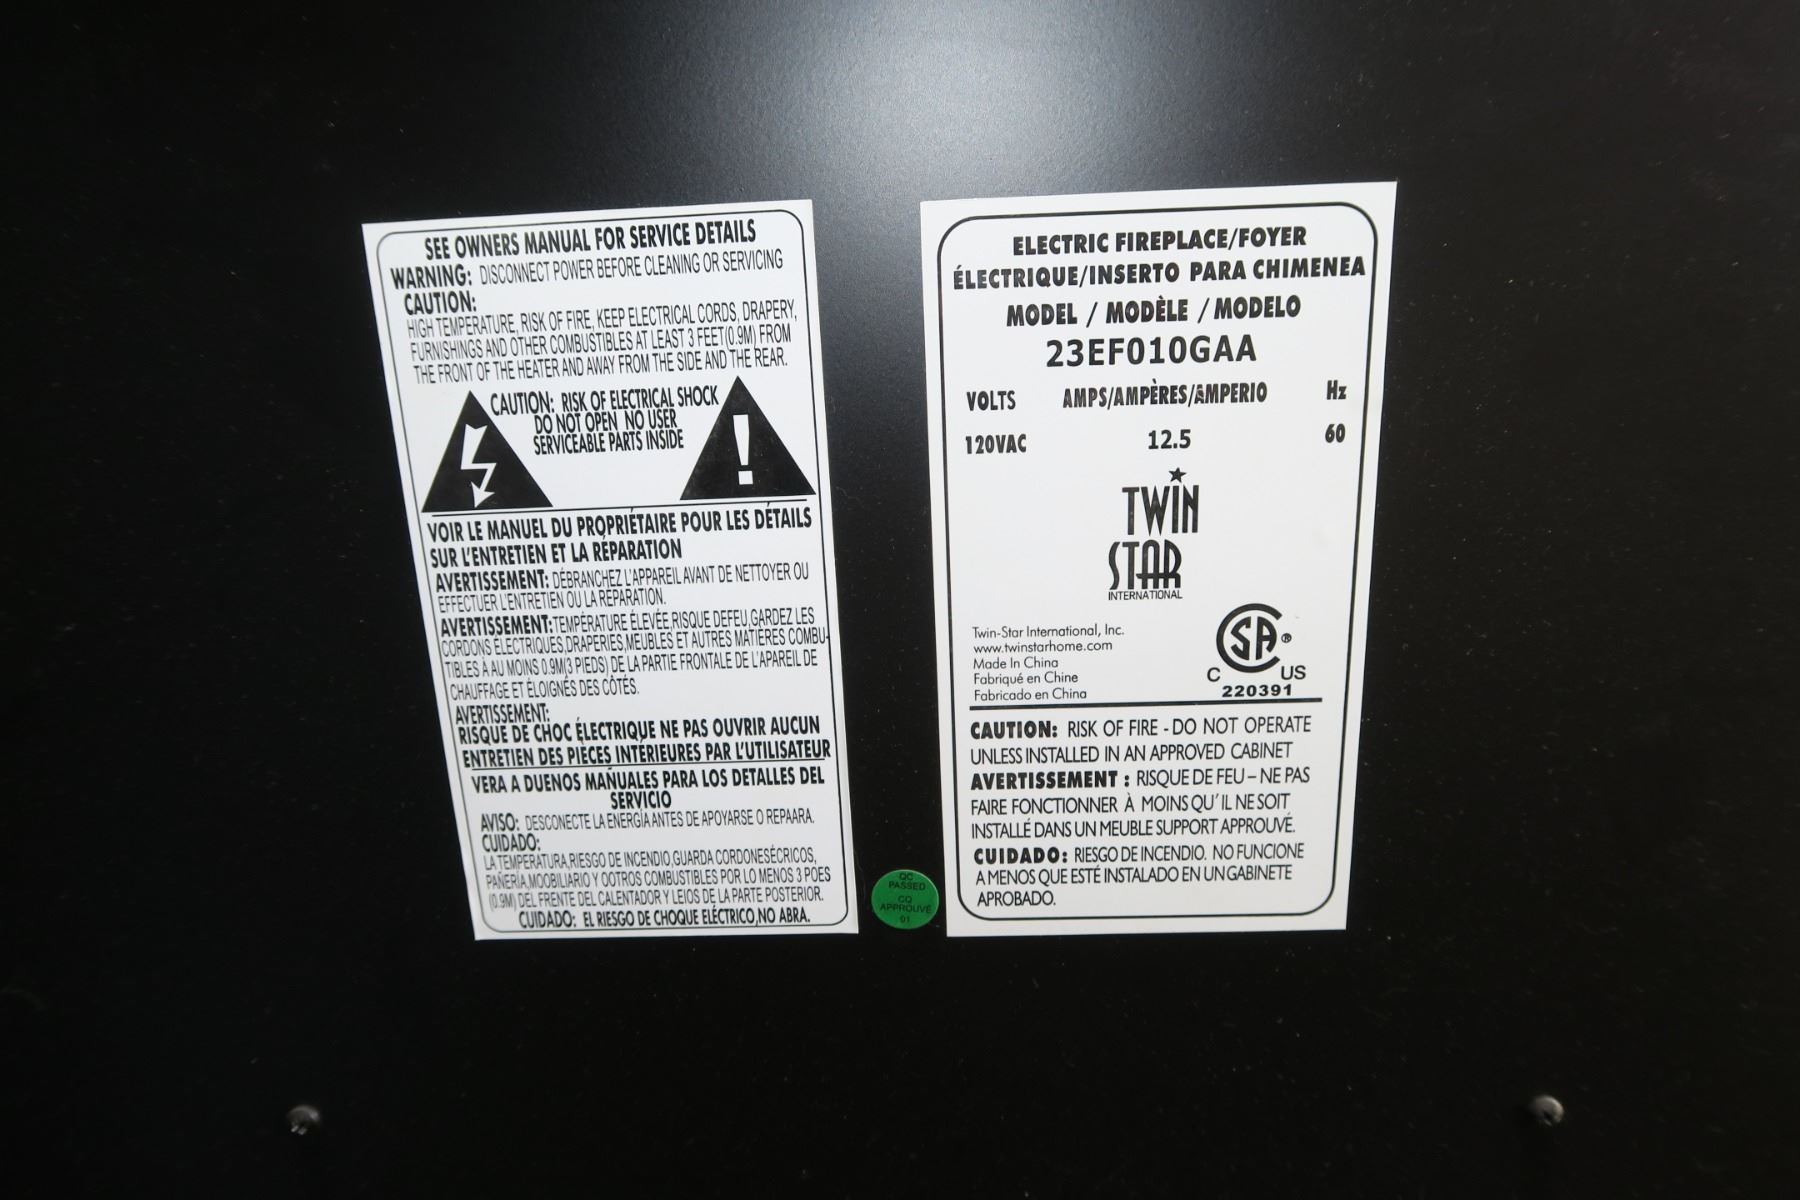 SEE OWNERS MANUAL FOR SERVICE DETAILS
WARNING: DISCONNECT POWER BEFORE CLEANING OR SERVICING
CAUTION:
HIGH TEMPERATURE, RISK OF FIRE, KEEP ELECTRICAL CORDS, DRAPERY,
FURNISHINGS AND OTHER COMBUSTIBLES AT LEAST 3 FEET(0.9M) FROM
THE FRONT OF THE HEATER AND AWAY FROM THE SIDE AND THE REAR.
CAUTION: RISK OF ELECTRICAL SHOCK
DO NOT OPEN NO USER
SERVICEABLE PARTS INSIDE
!
VOIR LE MANUEL DU PROPRIÉTAIRE POUR LES DÉTAILS
SUR L'ENTRETIEN ET LA RÉPARATION
AVERTISSEMENT: DÉBRANCHEZ L'APPAREIL AVANT DE NETTOYER OU
EFFECTUER L'ENTRETIEN OU LA RÉPARATION.
AVERTISSEMENT: TEMPÉRATURE ÉLEVÉE,RISQUE DEFEU,GARDEZ LES
CORDONS ÉLECTRIQUES,DRAPERIES,MEUBLES ET AUTRES MATIÈRES COMBU-
TIBLES À AU MOINS 0.9M(3 PIEDS) DE LA PARTIE FRONTALE DE L'APAREIL DE
CHAUFFAGE ET ÉLOIGNÉS DES CÔTÉS.
AVERTISSEMENT:
RISQUE DE CHOC ÉLECTRIQUE NE PAS OUVRIR AUCUN
ENTRETIEN DES PIÈCES INTÉRIEURES PAR L'UTILISATEUR
VERA A DUENOS MAÑUALES PARA LOS DETALLES DEL
SERVICIO
AVISO: DESCONECTE LA ENERGÍA ANTES DE APOYARSE O REPAARA.
CUIDADO:
LA TEMPERATURA,RIESGO DE INCENDIO,GUARDA CORDONESÉCRICOS,
PAÑERÍA,MOOBILIARIO Y OOTROS COMBUSTIBLES POR LO MENOS 3 POES
(0.9M) DEL FRENTE DEL CALENTADOR Y LEIOS DE LA PARTE POSTERIOR.
CUIDADO: EL RIESGO DE CHOQUE ELÉCTRICO,NO ABRA.
QC
PASSED
CQ
APPROUVÉ
01
ELECTRIC FIREPLACE/FOYER
ÉLECTRIQUE/INSERTO PARA CHIMENEA
MODEL / MODÈLE / MODELO
23EF010GAA
VOLTS AMPS/AMPÈRES/AMPERIO Hz
120VAC 12.5 60
TWIN
STAR
INTERNATIONAL
Twin-Star International, Inc.
www.twinstarhome.com
Made In China
Fabriqué en Chine
Fabricado en China
SA ®
C US
220391
CAUTION: RISK OF FIRE - DO NOT OPERATE
UNLESS INSTALLED IN AN APPROVED CABINET
AVERTISSEMENT : RISQUE DE FEU – NE PAS
FAIRE FONCTIONNER À MOINS QU' IL NE SOIT
INSTALLÉ DANS UN MEUBLE SUPPORT APPROUVÉ.
CUIDADO: RIESGO DE INCENDIO. NO FUNCIONE
A MENOS QUE ESTÉ INSTALADO EN UN GABINETE
APROBADO.